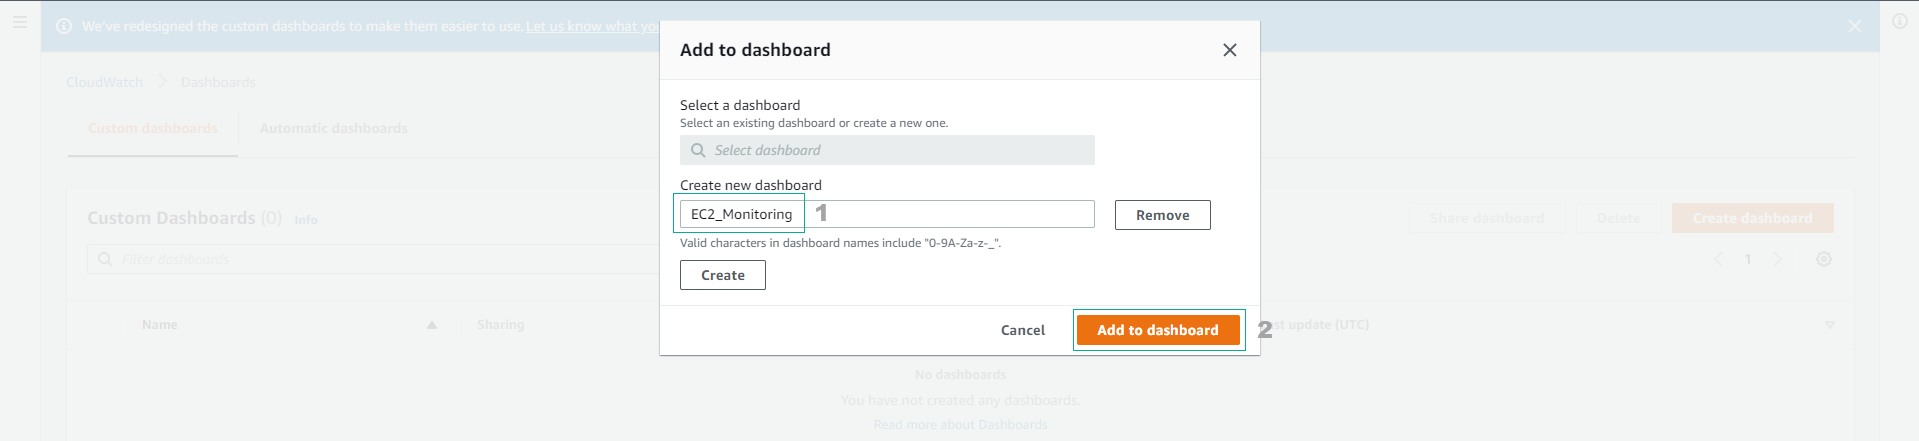 We've redesigned the custom dashboards to make them easier to use. Let us know what you
CloudWatch > Dashboards
Custom dashboards Automatic dashboards
Custom Dashboards (0) Info
Share dashboard Delete Create dashboard
Filter dashboards
1
Name Sharing
update (UTC)
No dashboards
You have not created any dashboards.
Read more about Dashboards
Add to dashboard
Select a dashboard
Select an existing dashboard or create a new one.
Select dashboard
Create new dashboard
EC2_Monitoring 1 Remove
Valid characters in dashboard names include "0-9A-Za-z-_".
Create
Cancel Add to dashboard 2